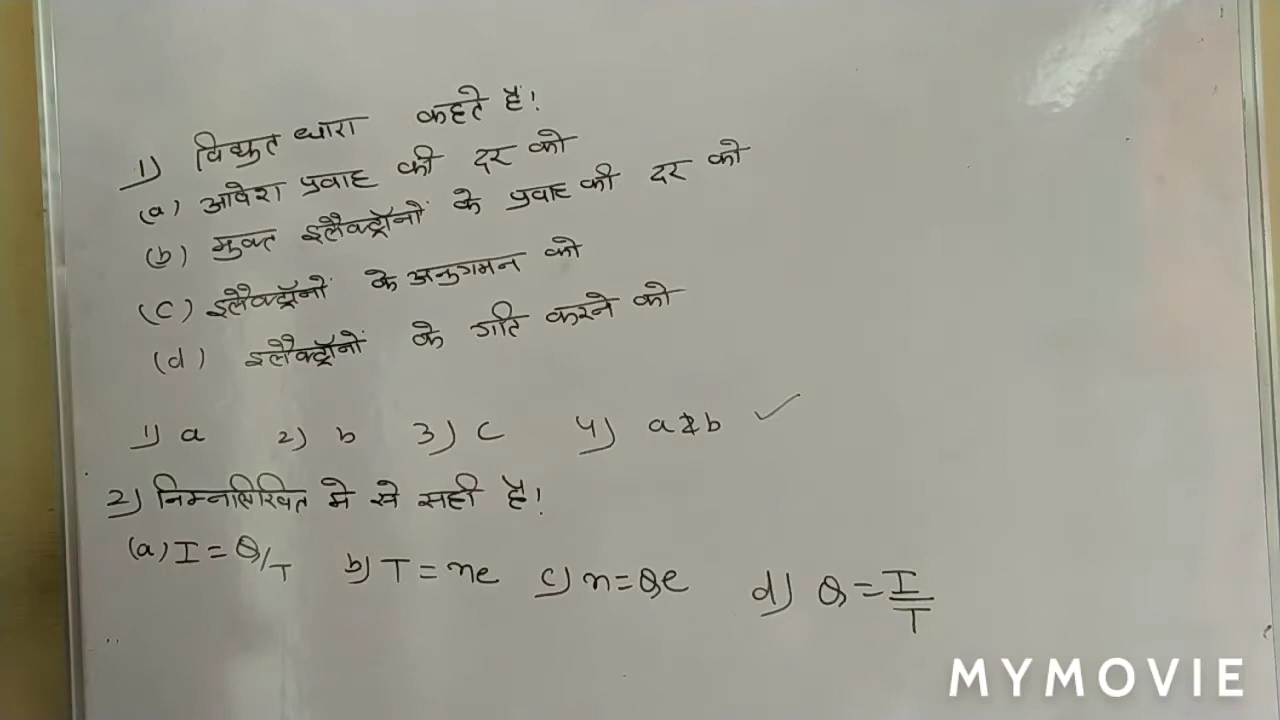 1) विद्युत धारा कहते हैं!
(a) आवेश प्रवाह की दर को
(b) मुक्त इलैक्ट्रॉनों के प्रवाह की दर को
(c) इलैक्ट्रॉनों के अनुगमन को
(d) इलैक्ट्रॉनों के गति करने को
1) a 2) b 3) c 4) a & b ✓
2) निम्नलिखित मे से सही है!
(a) I = Q/T b) T = ne c) n = Qe d) Q = I/T
MYMOVIE